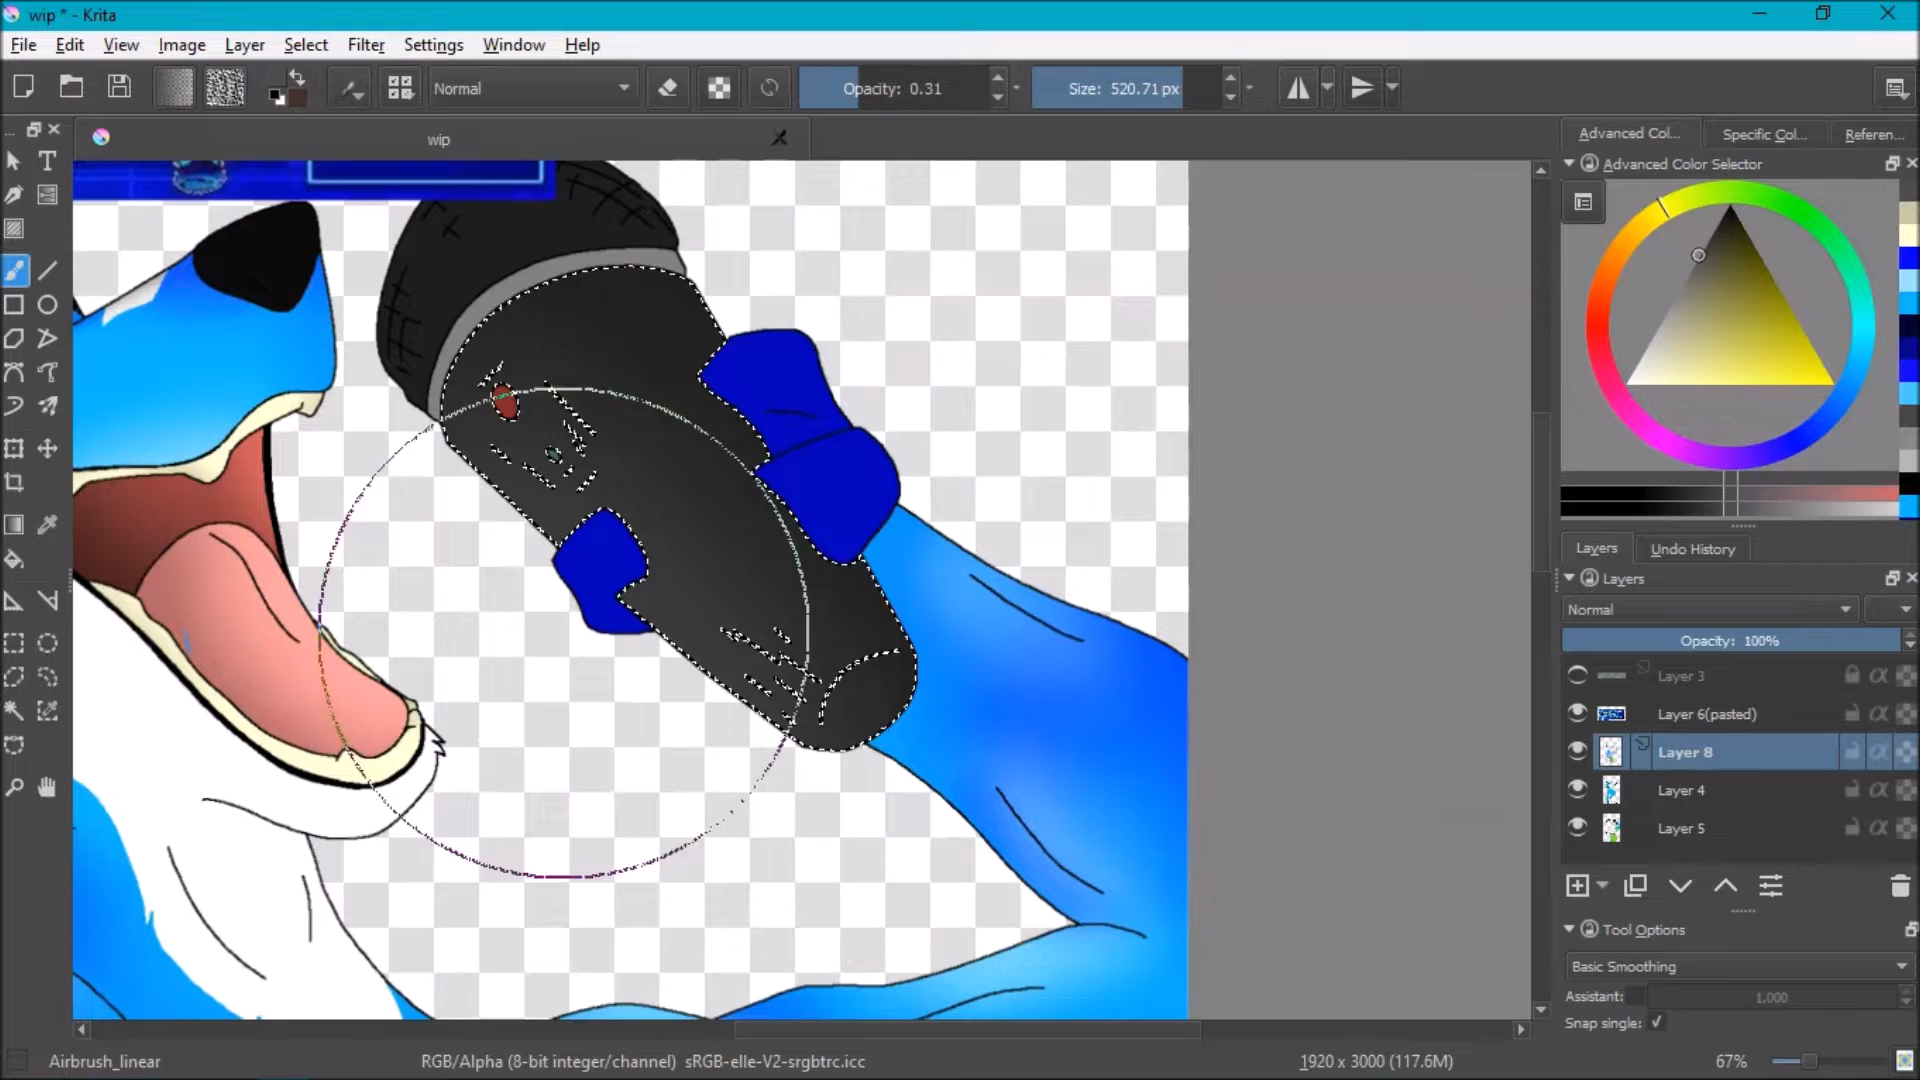 wip * - Krita
File Edit View Image Layer Select Filter Settings Window Help
Normal Opacity: 0.31 Size: 520.71 px
wip
Advanced Col... Specific Col... Referen...
Advanced Color Selector
Layers Undo History
Layers
Normal
Opacity: 100%
Layer 3
Layer 6(pasted)
Layer 8
Layer 4
Layer 5
Tool Options
Basic Smoothing
Assistant: 1,000
Snap single:
Airbrush_linear RGB/Alpha (8-bit integer/channel) sRGB-elle-V2-srgbtrc.icc 1920 x 3000 (117.6M) 67%